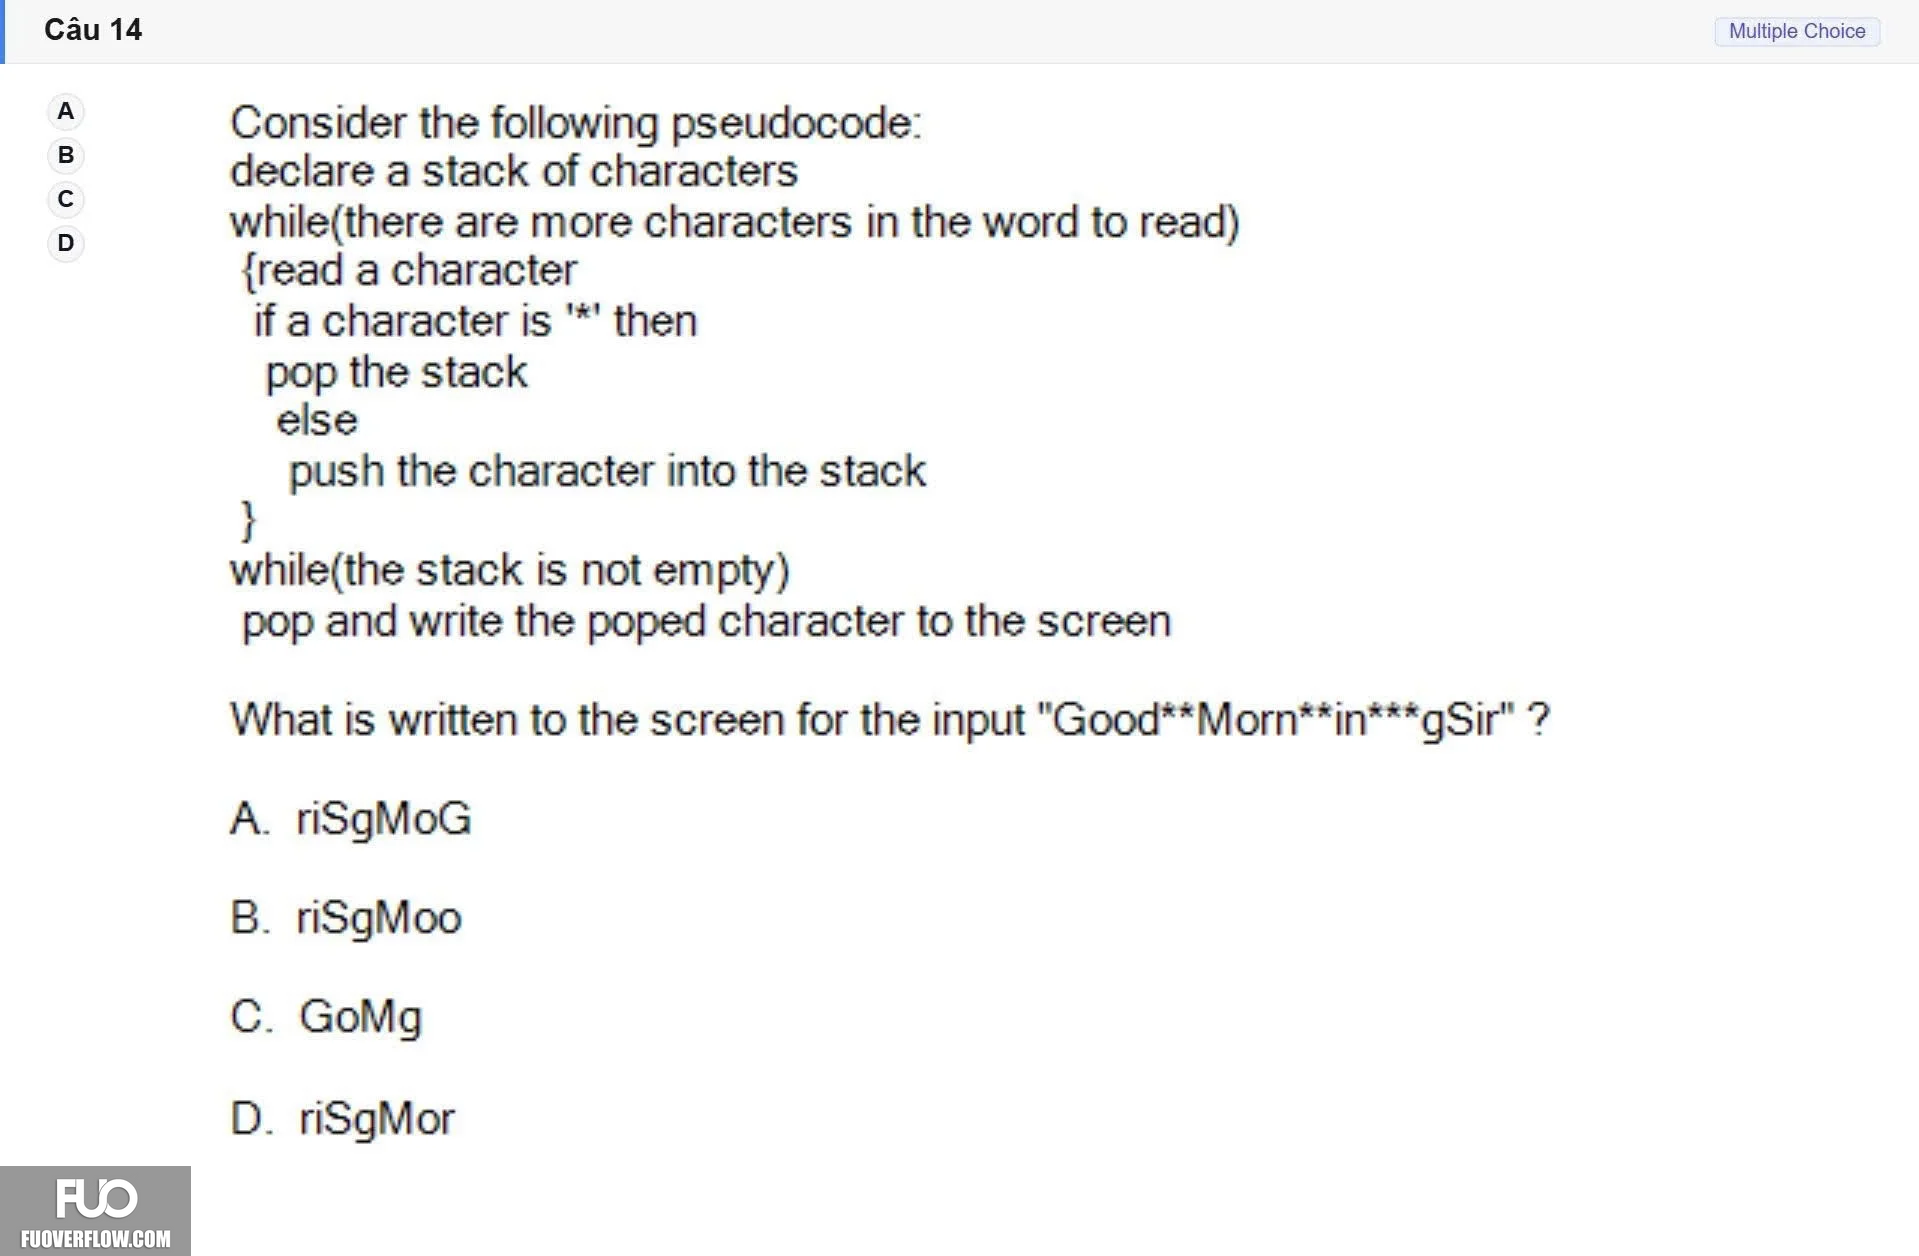 Câu 14
Multiple Choice
A
B
C
D
Consider the following pseudocode:
declare a stack of characters
while(there are more characters in the word to read)
{read a character
if a character is '*' then
pop the stack
else
push the character into the stack
}
while(the stack is not empty)
pop and write the poped character to the screen
What is written to the screen for the input "Good**Morn**in***gSir" ?
A. riSgMoG
B. riSgMoo
C. GoMg
D. riSgMor
FUO
FUOVERFLOW.COM